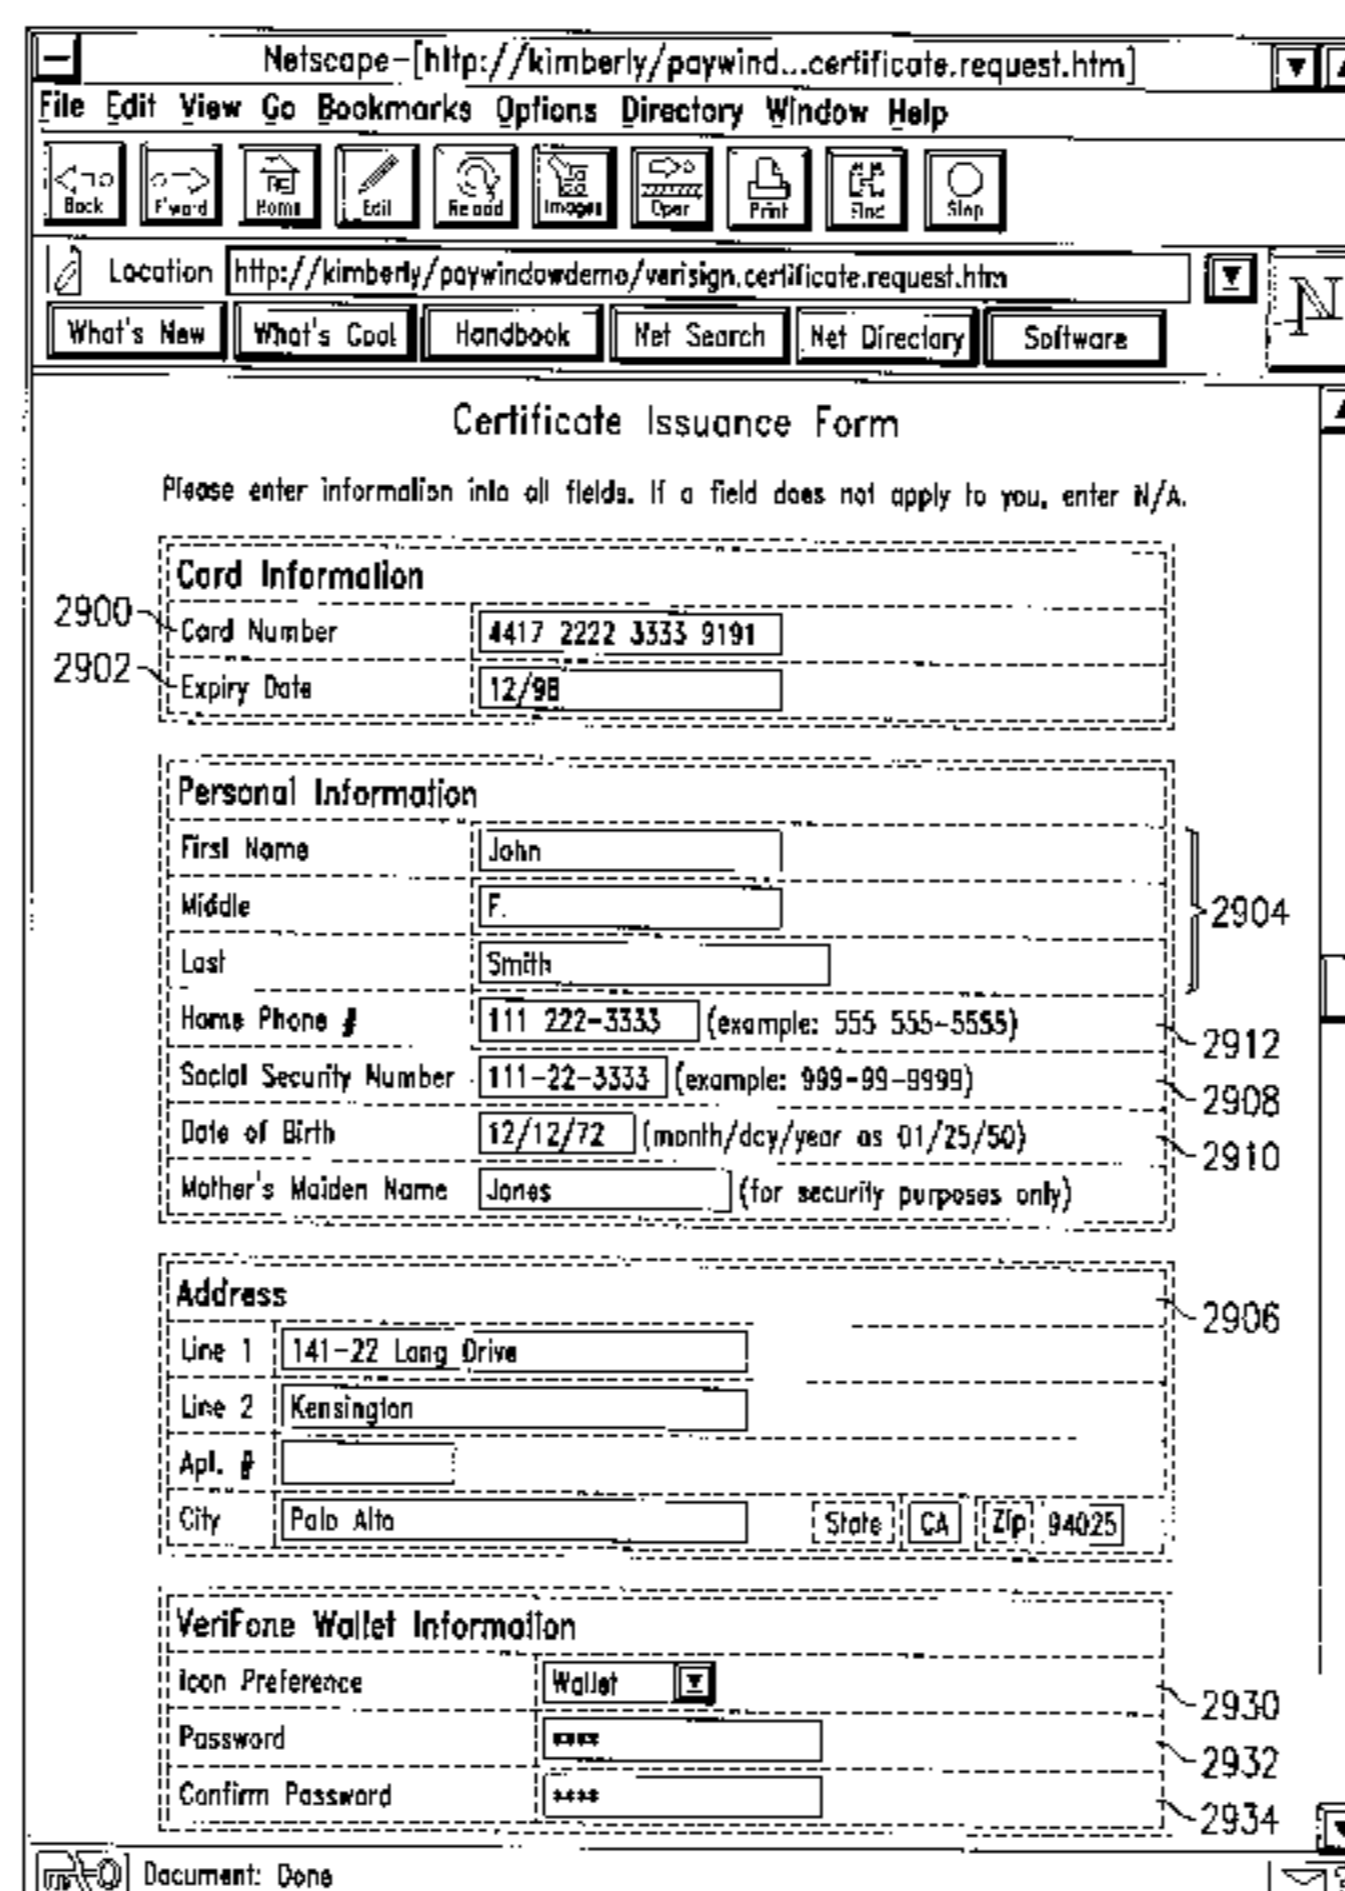 Netscape-[http://kimberly/paywind...certificate.request.htm]
File Edit View Go Bookmarks Options Directory Window Help
Back F'ward Home Edit Reload Images Open Print Find Stop
Location http://kimberly/paywindowdemo/verisign.certificate.request.htm
What's New What's Cool Handbook Net Search Net Directory Software
N
Certificate Issuance Form
Please enter information into all fields. If a field does not apply to you, enter N/A.
Card Information
2900 Card Number 4417 2222 3333 9191
2902 Expiry Date 12/98
Personal Information
First Name John
Middle F. 2904
Last Smith
Home Phone # 111 222-3333 (example: 555 555-5555) 2912
Social Security Number 111-22-3333 (example: 999-99-9999) 2908
Date of Birth 12/12/72 (month/day/year as 01/25/50) 2910
Mother's Maiden Name Jones (for security purposes only)
Address 2906
Line 1 141-22 Lang Drive
Line 2 Kensington
Apt. #
City Palo Alto State CA Zip 94025
VeriFone Wallet Information
Icon Preference Wallet 2930
Password **** 2932
Confirm Password **** 2934
Document: Done